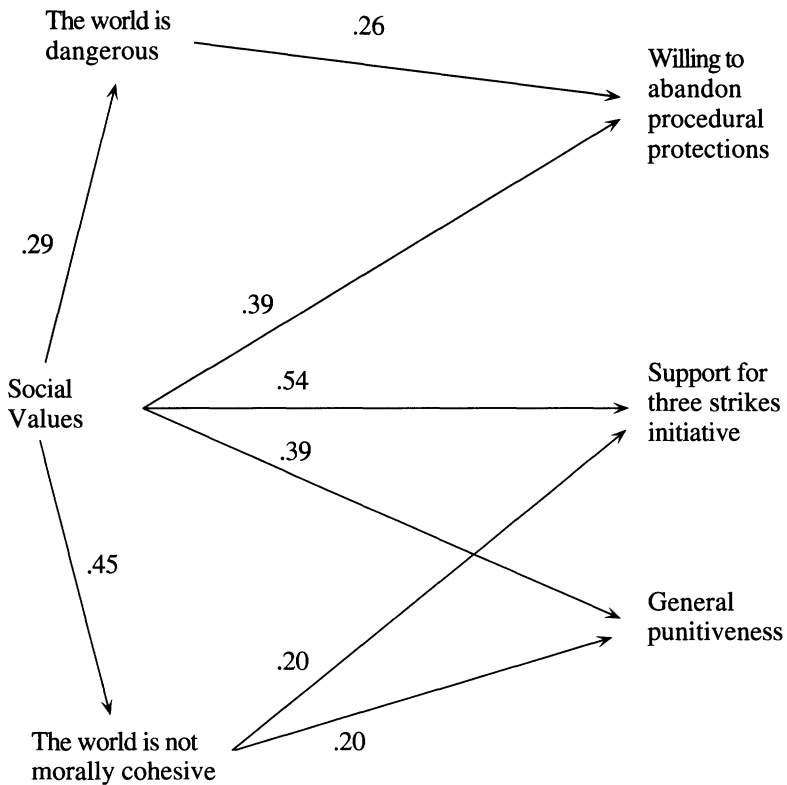 The world is
dangerous
.26
Willing to
abandon
procedural
protections
.29
.39
Social
Values
.54
Support for
three strikes
initiative
.39
.45
General
punitiveness
.20
The world is not
morally cohesive
.20